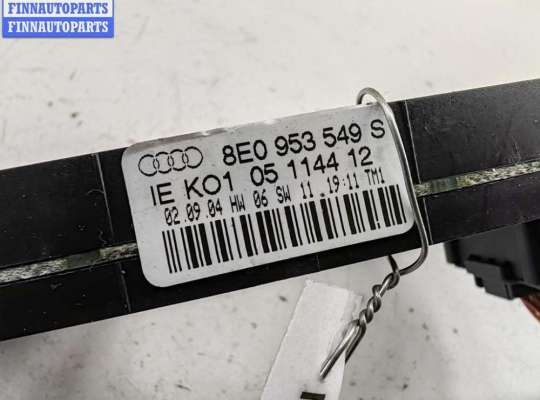 FINNAUTOPARTS
FINNAUTOPARTS
8E0 953 549 S
IE KO1 05 1144 12
02.09.04 HW 06 SW 11 19:11 TM1